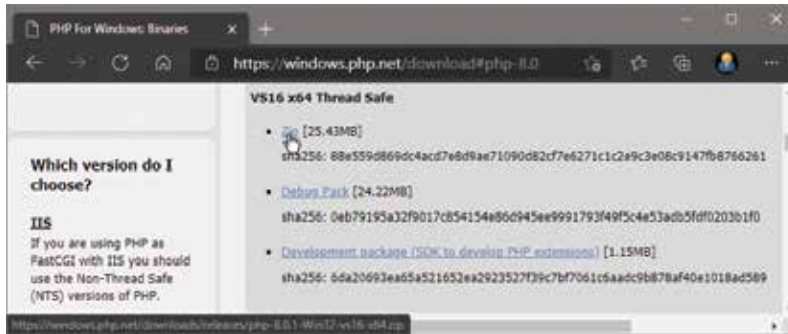 PHP For Windows: Binaries
https://windows.php.net/download#php-8.0
VS16 x64 Thread Safe
Zip [25.43MB]
sha256: 88e559d869dc4acd7e8d9ae71090d82cf7e6271c1c2e9c3e08c9147fb8766261
Debug Pack [24.22MB]
sha256: 0eb79195a32f9017c854154e86d945ee9991793f49f5c4e53adb5fdf0203b1f0
Development package (SDK to develop PHP extensions) [1.15MB]
sha256: 6da20693ea65a521652ea2923527f39c7bf7061c6aadc9b878af40e1018ad589
Which version do I
choose?
IIS
If you are using PHP as
FastCGI with IIS you should
use the Non-Thread Safe
(NTS) versions of PHP.
https://windows.php.net/downloads/releases/php-8.0.1-Win32-vs16-x64.zip